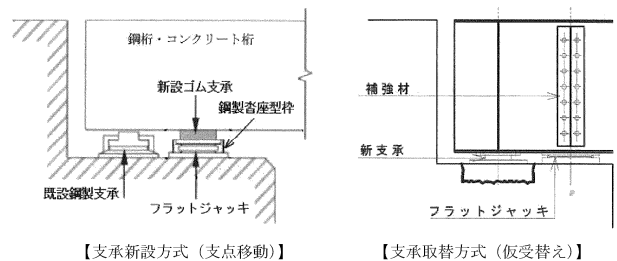 鋼桁・コンクリート桁
新設ゴム支承
鋼製沓座型枠
既設鋼製支承
フラットジャッキ
【支承新設方式（支点移動）】
補強材
新支承
フラットジャッキ
【支承取替方式（仮受替え）】